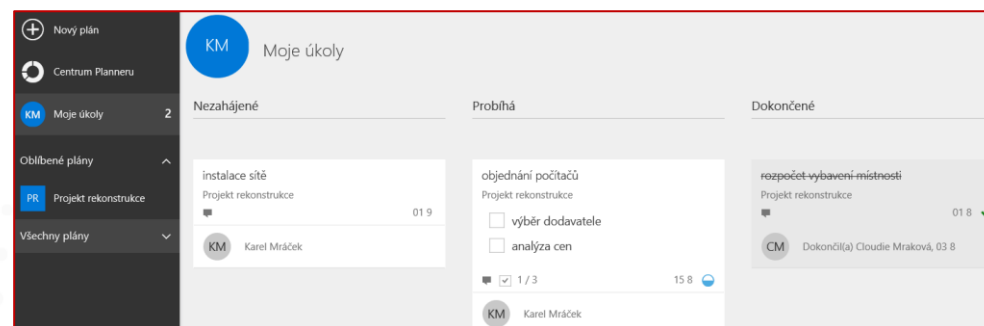 Nový plán
Centrum Planneru
KM Moje úkoly 2
Oblíbené plány
PR Projekt rekonstrukce
Všechny plány
KM Moje úkoly
Nezahájené
instalace sítě
Projekt rekonstrukce
01 9
KM Karel Mráček
Probíhá
objednání počítačů
Projekt rekonstrukce
výběr dodavatele
analýza cen
1 / 3 15 8
KM Karel Mráček
Dokončené
rozpočet vybavení místnosti
Projekt rekonstrukce
01 8
CM Dokončil(a) Cloudie Mraková, 03 8